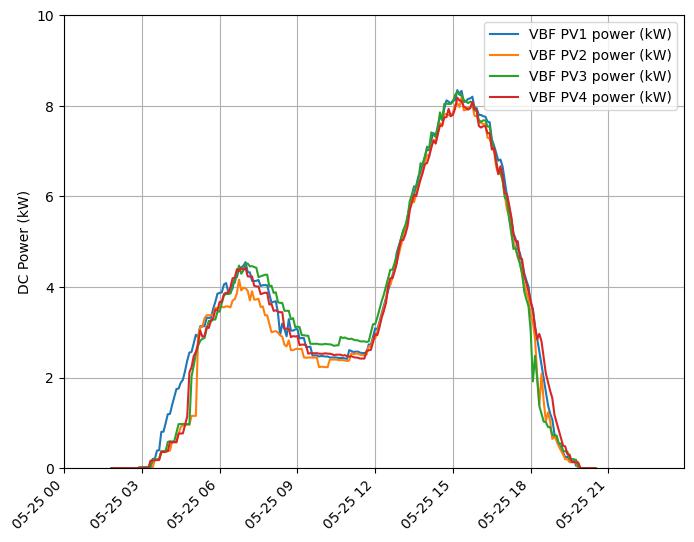 VBF PV1 power (kW)
VBF PV2 power (kW)
VBF PV3 power (kW)
VBF PV4 power (kW)
DC Power (kW)
10
8
6
4
2
0
05-25 00
05-25 03
05-25 06
05-25 09
05-25 12
05-25 15
05-25 18
05-25 21